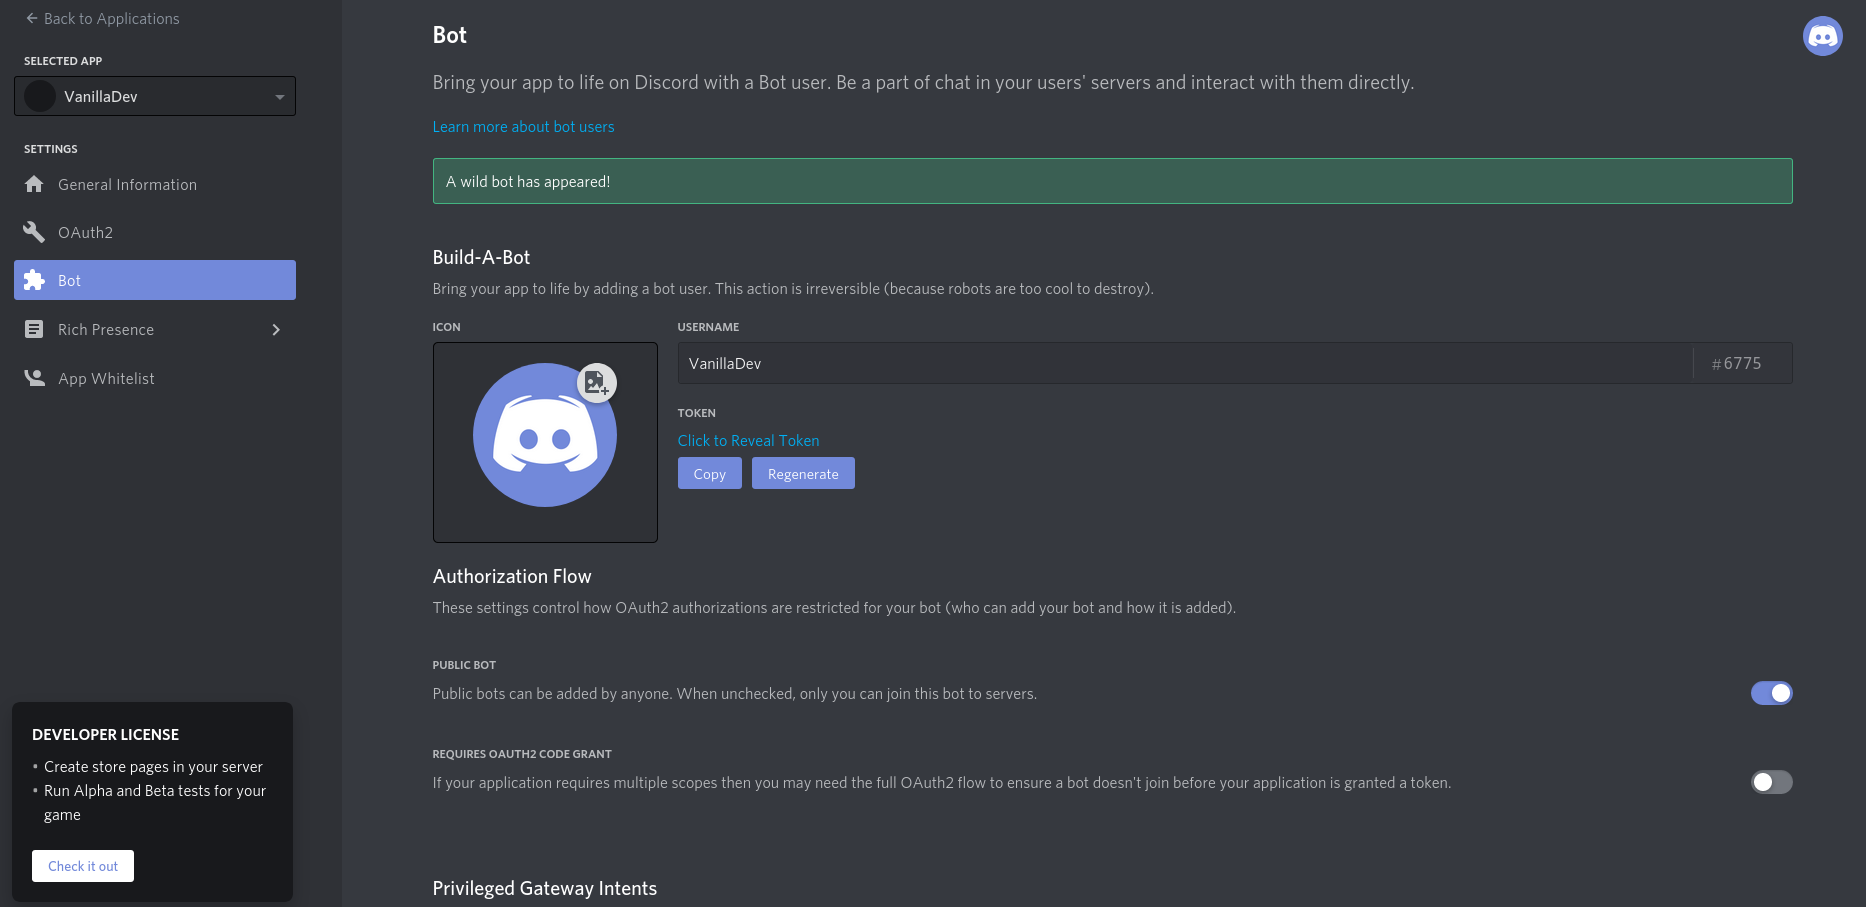 Back to Applications
SELECTED APP
VanillaDev
SETTINGS
General Information
OAuth2
Bot
Rich Presence
App Whitelist
DEVELOPER LICENSE
• Create store pages in your server
• Run Alpha and Beta tests for your
game
Check it out
Bot
Bring your app to life on Discord with a Bot user. Be a part of chat in your users' servers and interact with them directly.
Learn more about bot users
A wild bot has appeared!
Build-A-Bot
Bring your app to life by adding a bot user. This action is irreversible (because robots are too cool to destroy).
ICON
USERNAME
VanillaDev #6775
TOKEN
Click to Reveal Token
Copy Regenerate
Authorization Flow
These settings control how OAuth2 authorizations are restricted for your bot (who can add your bot and how it is added).
PUBLIC BOT
Public bots can be added by anyone. When unchecked, only you can join this bot to servers.
REQUIRES OAUTH2 CODE GRANT
If your application requires multiple scopes then you may need the full OAuth2 flow to ensure a bot doesn't join before your application is granted a token.
Privileged Gateway Intents